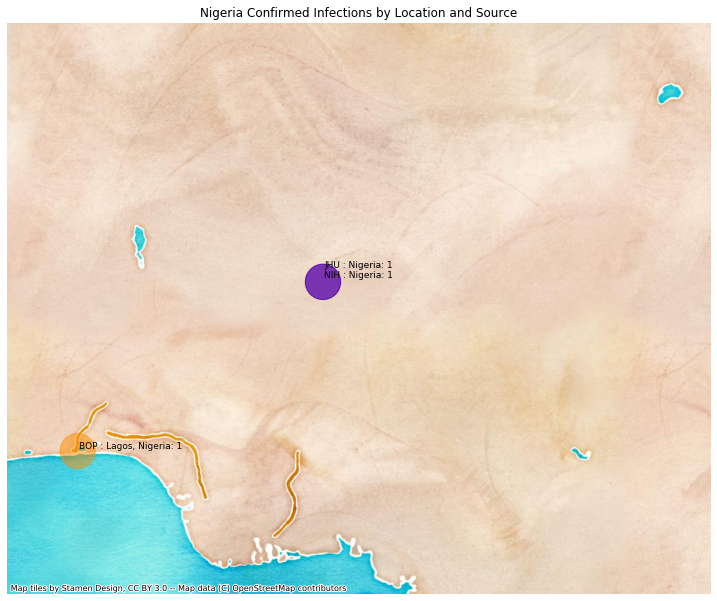 Nigeria Confirmed Infections by Location and Source
JHU : Nigeria: 1
NIH : Nigeria: 1
BOP : Lagos, Nigeria: 1
Map tiles by Stamen Design, CC BY 3.0 -- Map data (C) OpenStreetMap contributors